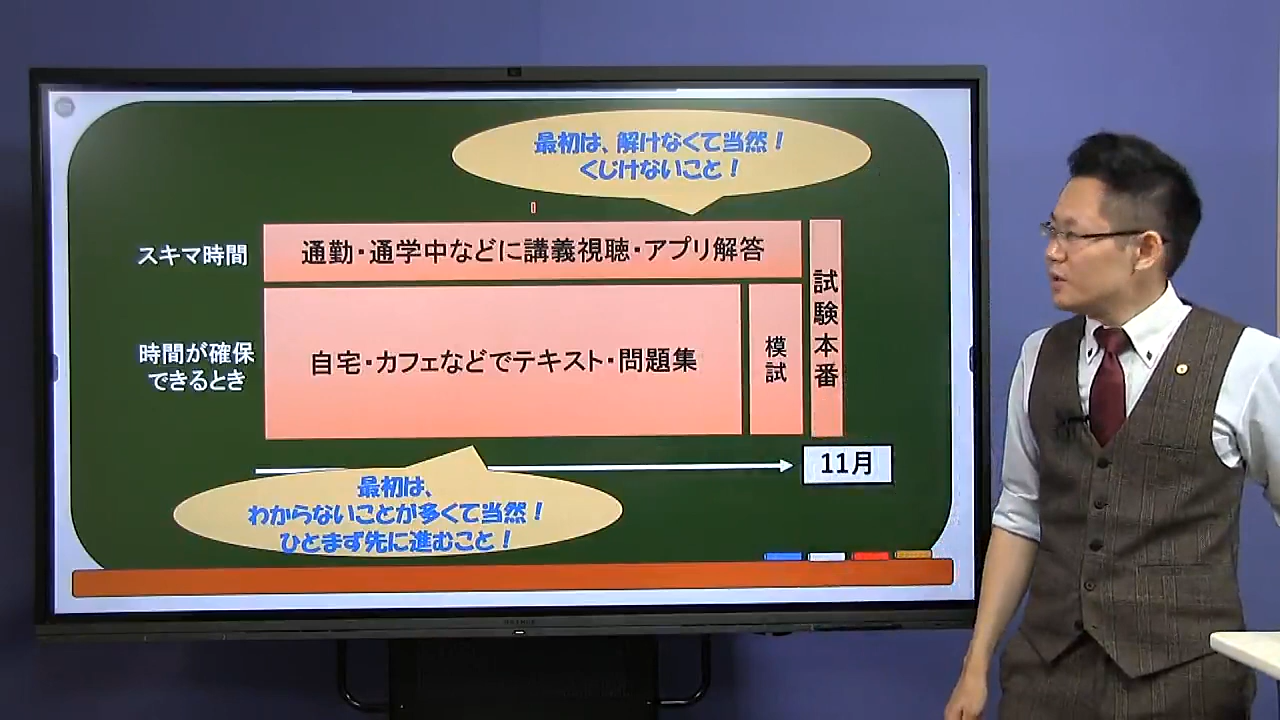 最初は、解けなくて当然！
くじけないこと！
スキマ時間
通勤・通学中などに講義視聴・アプリ解答
時間が確保
できるとき
自宅・カフェなどでテキスト・問題集
模試
試験本番
11月
最初は、
わからないことが多くて当然！
ひとまず先に進むこと！